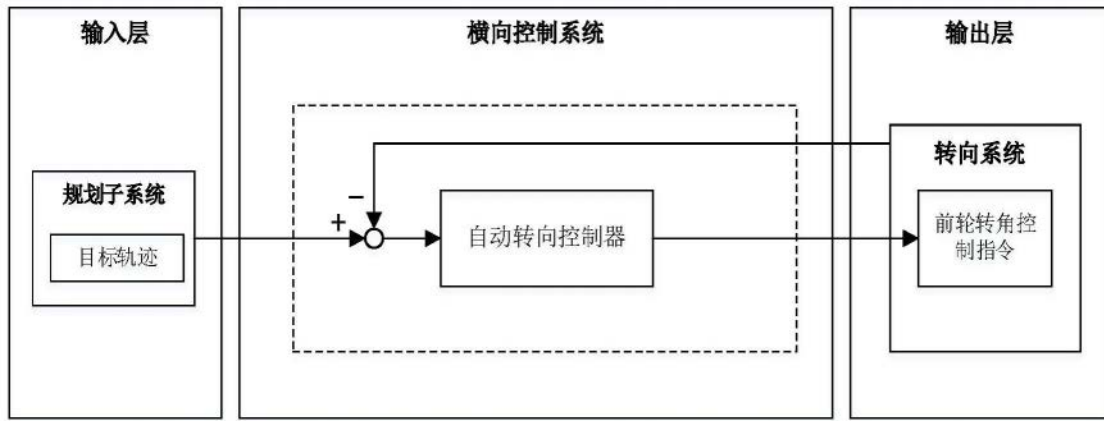 输入层
横向控制系统
输出层
规划子系统
目标轨迹
+
−
自动转向控制器
转向系统
前轮转角控
制指令